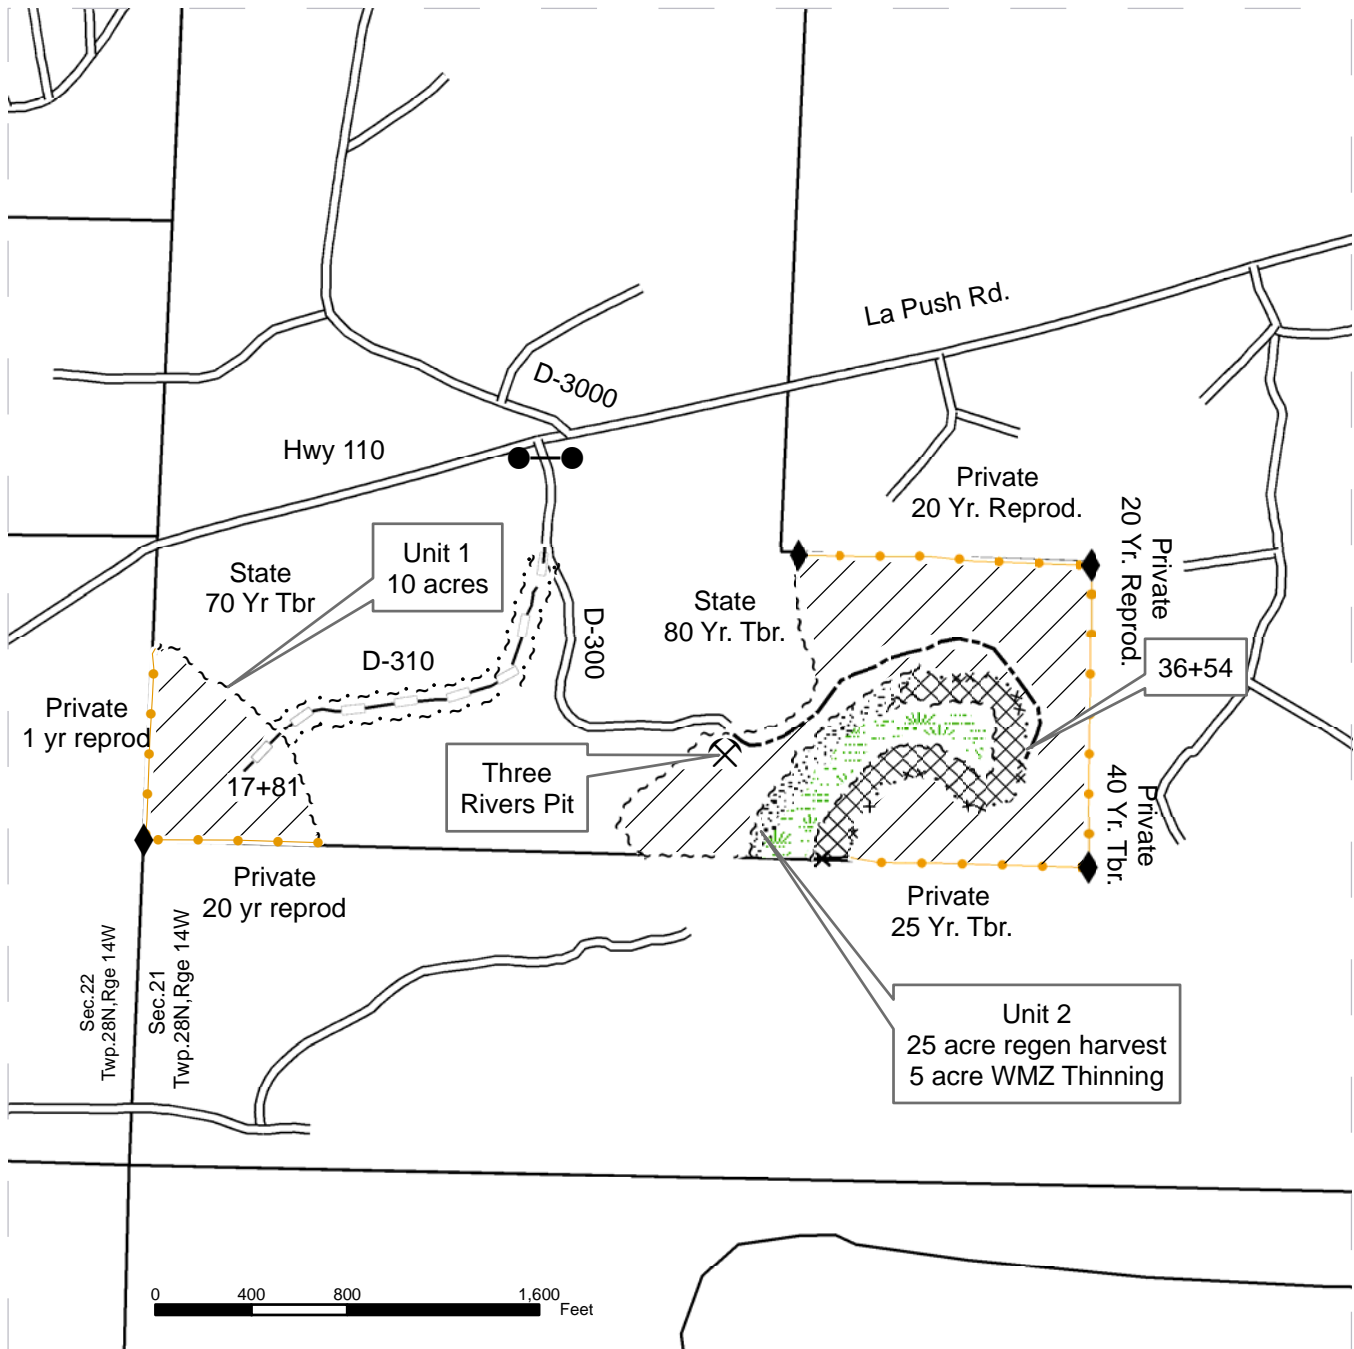 La Push Rd.
D-3000
Hwy 110
Private
20 Yr. Reprod.
Private
20 Yr. Reprod.
Unit 1
10 acres
State
70 Yr Tbr
State
80 Yr. Tbr.
D-300
D-310
36+54
Private
1 yr reprod
17+81
Three
Rivers Pit
Private
40 Yr. Tbr.
Private
20 yr reprod
Private
25 Yr. Tbr.
Sec.22
Twp.28N,Rge 14W
Sec.21
Twp.28N,Rge 14W
Unit 2
25 acre regen harvest
5 acre WMZ Thinning
0 400 800 1,600
Feet